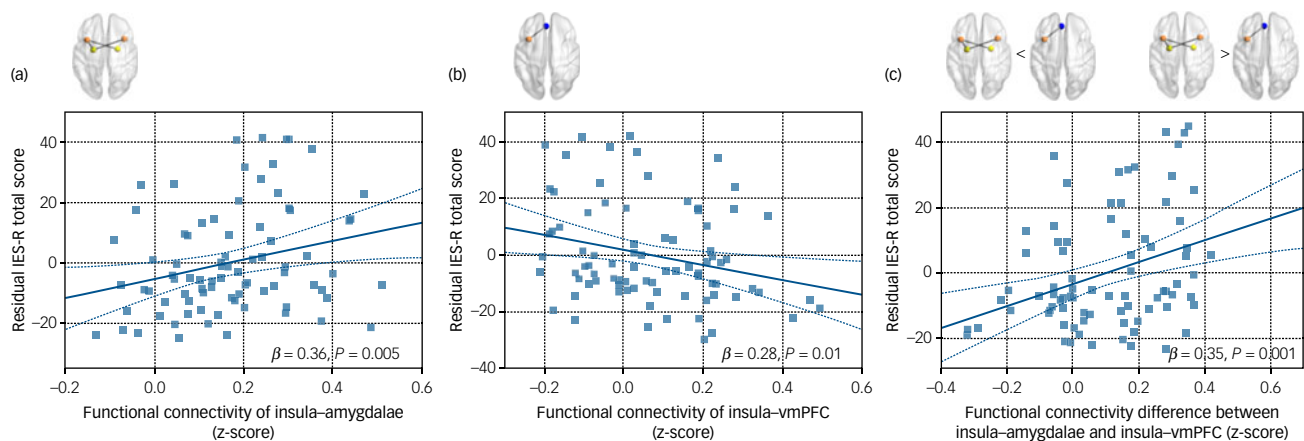 (a)
(b)
(c)
<
>
Residual IES-R total score
40
20
0
−20
β = 0.36, P = 0.005
−0.2
0.0
0.2
0.4
0.6
Functional connectivity of insula–amygdalae
(z-score)
Residual IES-R total score
40
20
0
−20
−40
β = 0.28, P = 0.01
−0.2
0.0
0.2
0.4
0.6
Functional connectivity of insula–vmPFC
(z-score)
Residual IES-R total score
40
20
0
−20
β = 0.35, P = 0.001
−0.4
−0.2
0.0
0.2
0.4
0.6
Functional connectivity difference between
insula–amygdalae and insula–vmPFC (z-score)